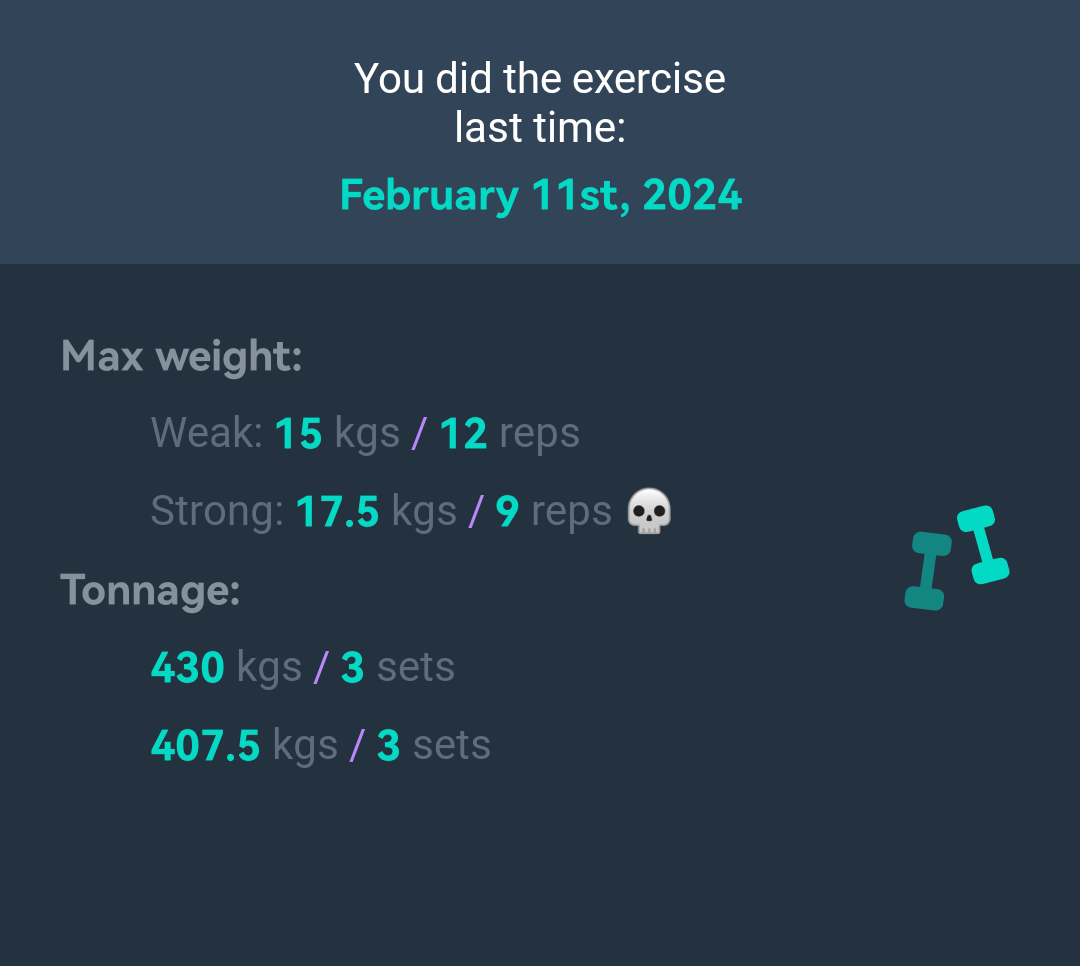 You did the exercise
last time:
February 11st, 2024
Max weight:
Weak: 15 kgs / 12 reps
Strong: 17.5 kgs / 9 reps 💀
Tonnage:
430 kgs / 3 sets
407.5 kgs / 3 sets